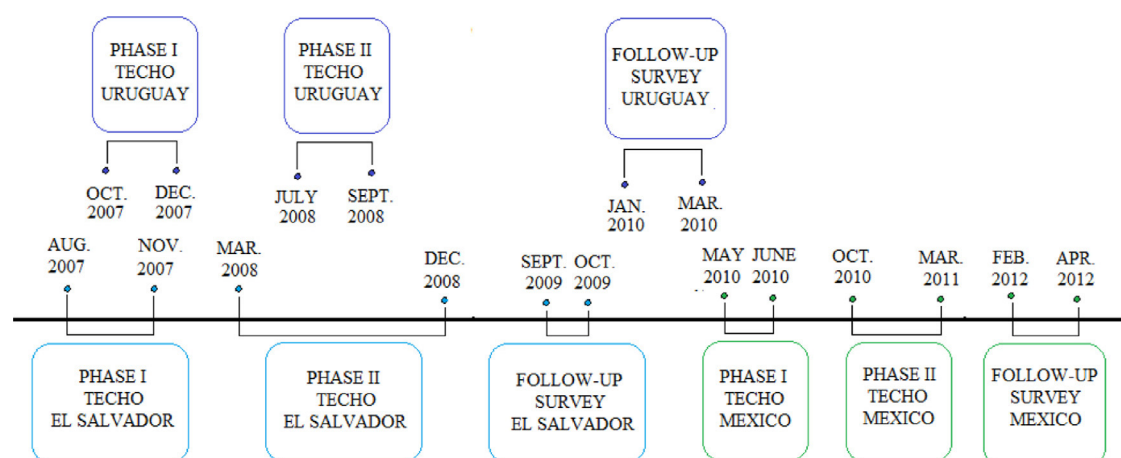 PHASE I
TECHO
URUGUAY
PHASE II
TECHO
URUGUAY
FOLLOW-UP
SURVEY
URUGUAY
OCT.
2007
DEC.
2007
JULY
2008
SEPT.
2008
JAN.
2010
MAR.
2010
AUG.
2007
NOV.
2007
MAR.
2008
DEC.
2008
SEPT.
2009
OCT.
2009
MAY
2010
JUNE
2010
OCT.
2010
MAR.
2011
FEB.
2012
APR.
2012
PHASE I
TECHO
EL SALVADOR
PHASE II
TECHO
EL SALVADOR
FOLLOW-UP
SURVEY
EL SALVADOR
PHASE I
TECHO
MEXICO
PHASE II
TECHO
MEXICO
FOLLOW-UP
SURVEY
MEXICO